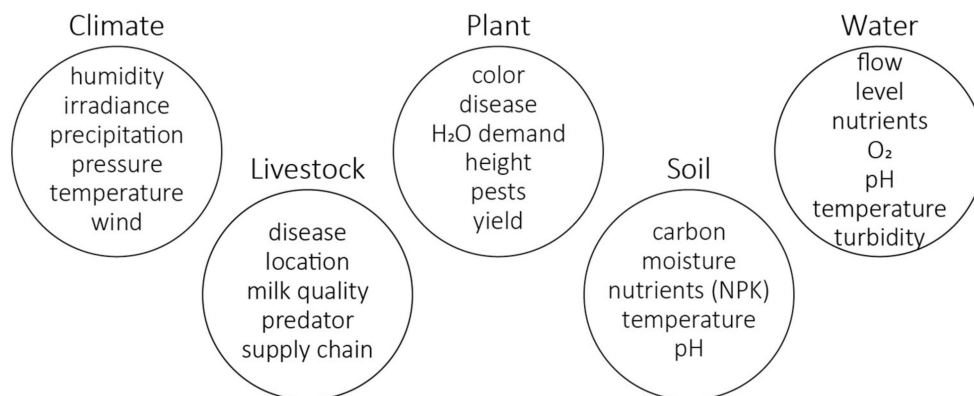 Climate
humidity
irradiance
precipitation
pressure
temperature
wind
Livestock
disease
location
milk quality
predator
supply chain
Plant
color
disease
H₂O demand
height
pests
yield
Soil
carbon
moisture
nutrients (NPK)
temperature
pH
Water
flow
level
nutrients
O₂
pH
temperature
turbidity